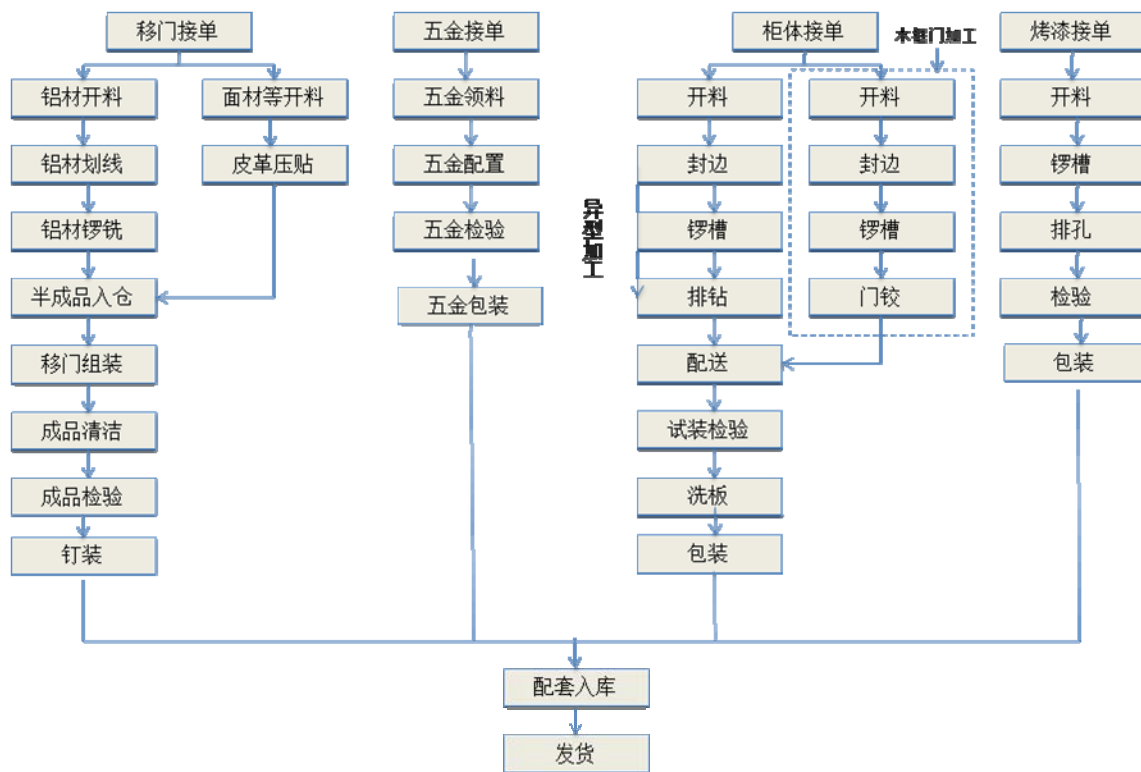 移门接单
五金接单
柜体接单
木框门加工
烤漆接单
铝材开料
面材等开料
五金领料
开料
开料
开料
铝材划线
皮革压贴
五金配置
封边
封边
锣槽
铝材锣铣
五金检验
异型加工
锣槽
锣槽
排孔
半成品入仓
五金包装
排钻
门铰
检验
移门组装
配送
包装
成品清洁
试装检验
成品检验
洗板
钉装
包装
配套入库
发货